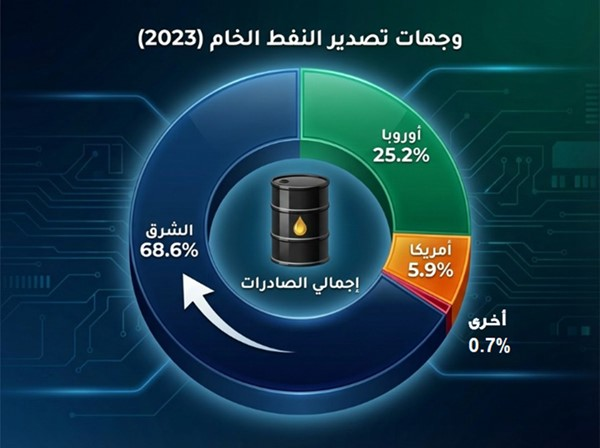 وجهات تصدير النفط الخام (2023)
أوروبا
25.2%
الشرق
68.6%
أمريكا
5.9%
إجمالي الصادرات
أخرى
0.7%